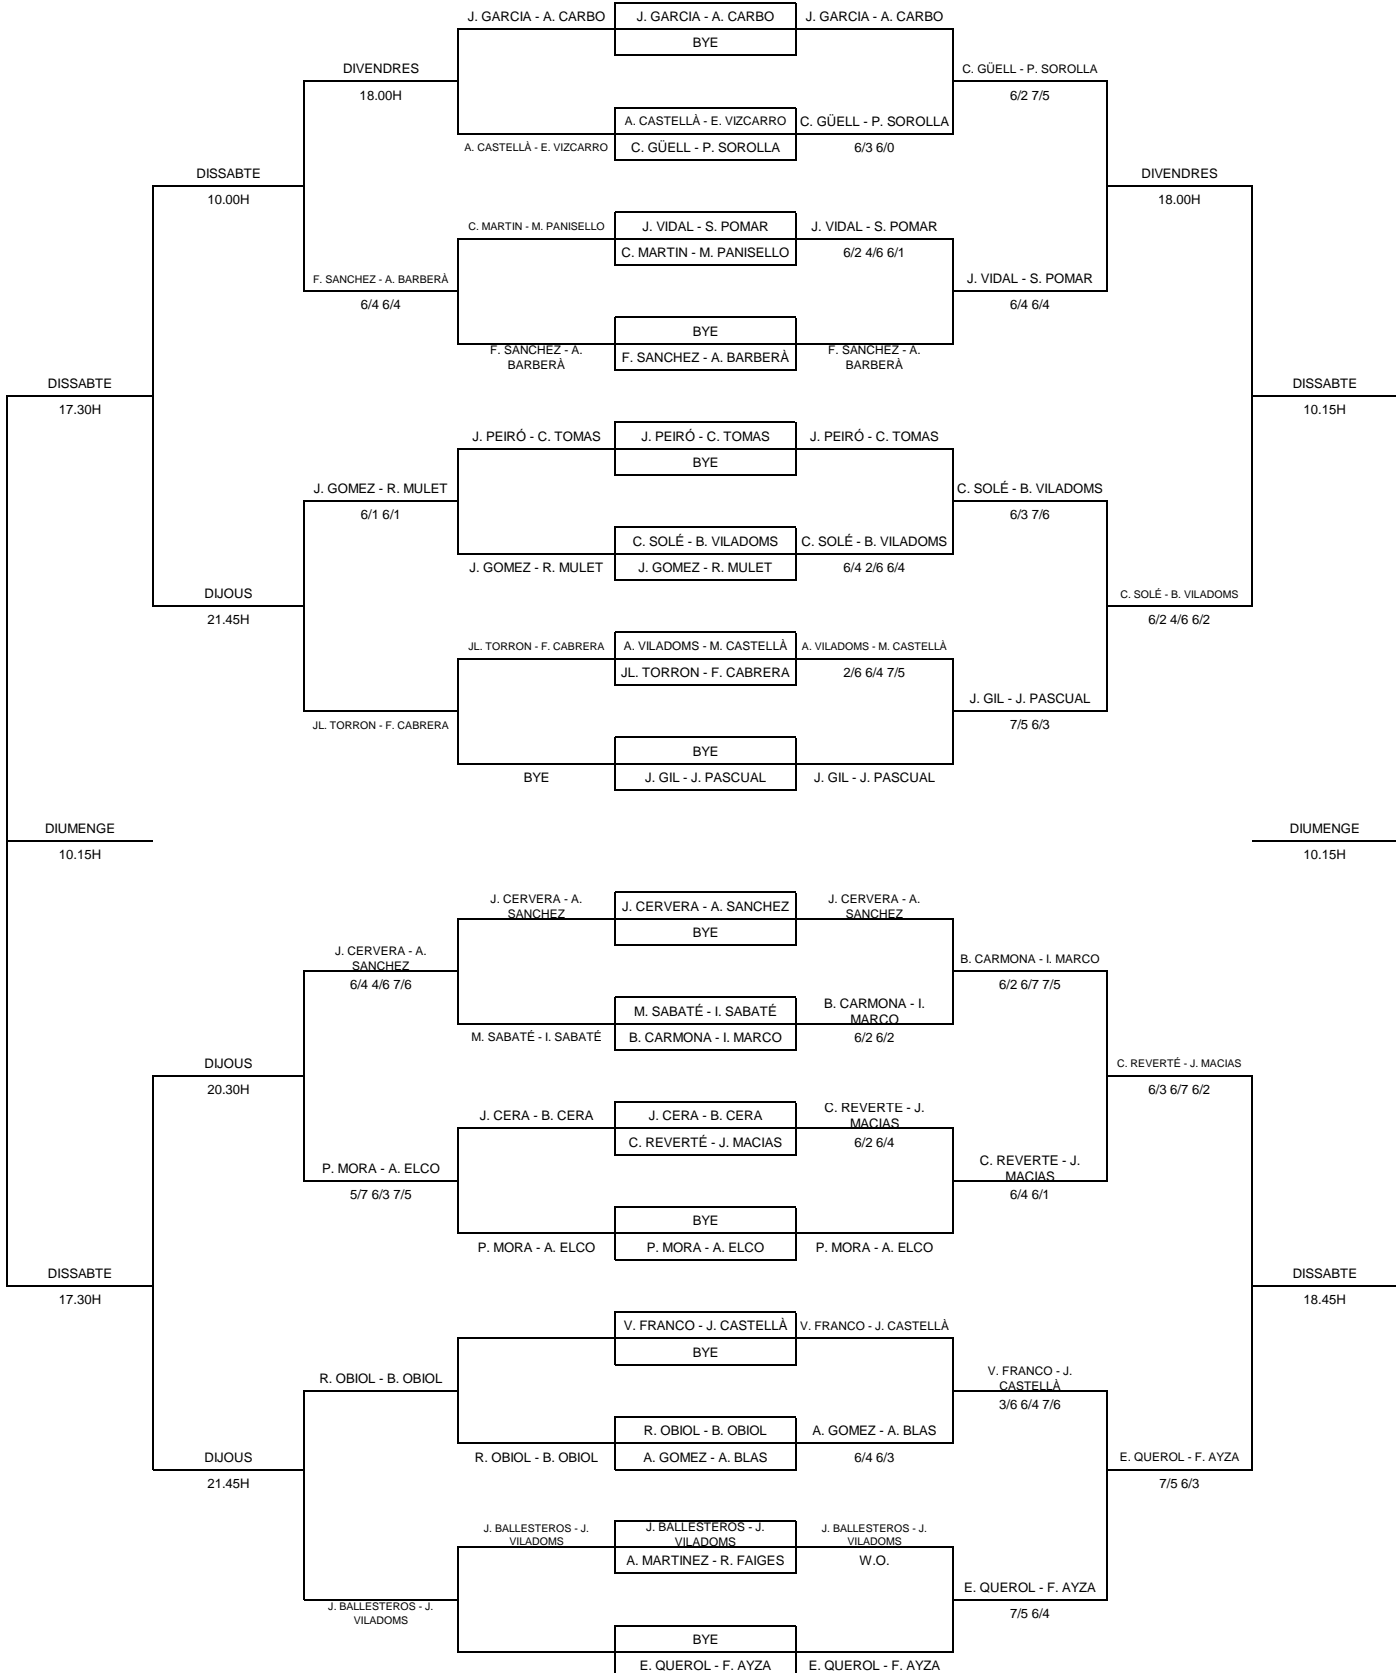 J. GARCIA - A. CARBO J. GARCIA - A. CARBO J. GARCIA - A. CARBO
BYE
DIVENDRES C. GÜELL - P. SOROLLA
18.00H 6/2 7/5
A. CASTELLÀ - E. VIZCARRO C. GÜELL - P. SOROLLA
A. CASTELLÀ - E. VIZCARRO C. GÜELL - P. SOROLLA 6/3 6/0
DISSABTE DIVENDRES
10.00H 18.00H
C. MARTIN - M. PANISELLO J. VIDAL - S. POMAR J. VIDAL - S. POMAR
C. MARTIN - M. PANISELLO 6/2 4/6 6/1
F. SANCHEZ - A. BARBERÀ J. VIDAL - S. POMAR
6/4 6/4 6/4 6/4
BYE
F. SANCHEZ - A. BARBERÀ F. SANCHEZ - A. BARBERÀ F. SANCHEZ - A. BARBERÀ
DISSABTE DISSABTE
17.30H 10.15H
J. PEIRÓ - C. TOMAS J. PEIRÓ - C. TOMAS J. PEIRÓ - C. TOMAS
BYE
J. GOMEZ - R. MULET C. SOLÉ - B. VILADOMS
6/1 6/1 6/3 7/6
C. SOLÉ - B. VILADOMS C. SOLÉ - B. VILADOMS
J. GOMEZ - R. MULET J. GOMEZ - R. MULET 6/4 2/6 6/4
DIJOUS C. SOLÉ - B. VILADOMS
21.45H 6/2 4/6 6/2
JL. TORRON - F. CABRERA A. VILADOMS - M. CASTELLÀ A. VILADOMS - M. CASTELLÀ
JL. TORRON - F. CABRERA 2/6 6/4 7/5
J. GIL - J. PASCUAL
JL. TORRON - F. CABRERA 7/5 6/3
BYE
BYE J. GIL - J. PASCUAL J. GIL - J. PASCUAL
DIUMENGE DIUMENGE
10.15H 10.15H
J. CERVERA - A. SANCHEZ J. CERVERA - A. SANCHEZ J. CERVERA - A. SANCHEZ
BYE
J. CERVERA - A. SANCHEZ B. CARMONA - I. MARCO
6/4 4/6 7/6 6/2 6/7 7/5
M. SABATÉ - I. SABATÉ B. CARMONA - I. MARCO
M. SABATÉ - I. SABATÉ B. CARMONA - I. MARCO 6/2 6/2
DIJOUS C. REVERTÉ - J. MACIAS
20.30H 6/3 6/7 6/2
J. CERA - B. CERA J. CERA - B. CERA C. REVERTE - J. MACIAS
C. REVERTÉ - J. MACIAS 6/2 6/4
P. MORA - A. ELCO C. REVERTE - J. MACIAS
5/7 6/3 7/5 6/4 6/1
BYE
P. MORA - A. ELCO P. MORA - A. ELCO P. MORA - A. ELCO
DISSABTE DISSABTE
17.30H 18.45H
V. FRANCO - J. CASTELLÀ V. FRANCO - J. CASTELLÀ
BYE
R. OBIOL - B. OBIOL V. FRANCO - J. CASTELLÀ
3/6 6/4 7/6
R. OBIOL - B. OBIOL A. GOMEZ - A. BLAS
R. OBIOL - B. OBIOL A. GOMEZ - A. BLAS 6/4 6/3
DIJOUS E. QUEROL - F. AYZA
21.45H 7/5 6/3
J. BALLESTEROS - J. VILADOMS J. BALLESTEROS - J. VILADOMS J. BALLESTEROS - J. VILADOMS
A. MARTINEZ - R. FAIGES W.O.
E. QUEROL - F. AYZA
J. BALLESTEROS - J. VILADOMS 7/5 6/4
BYE
E. QUEROL - F. AYZA E. QUEROL - F. AYZA